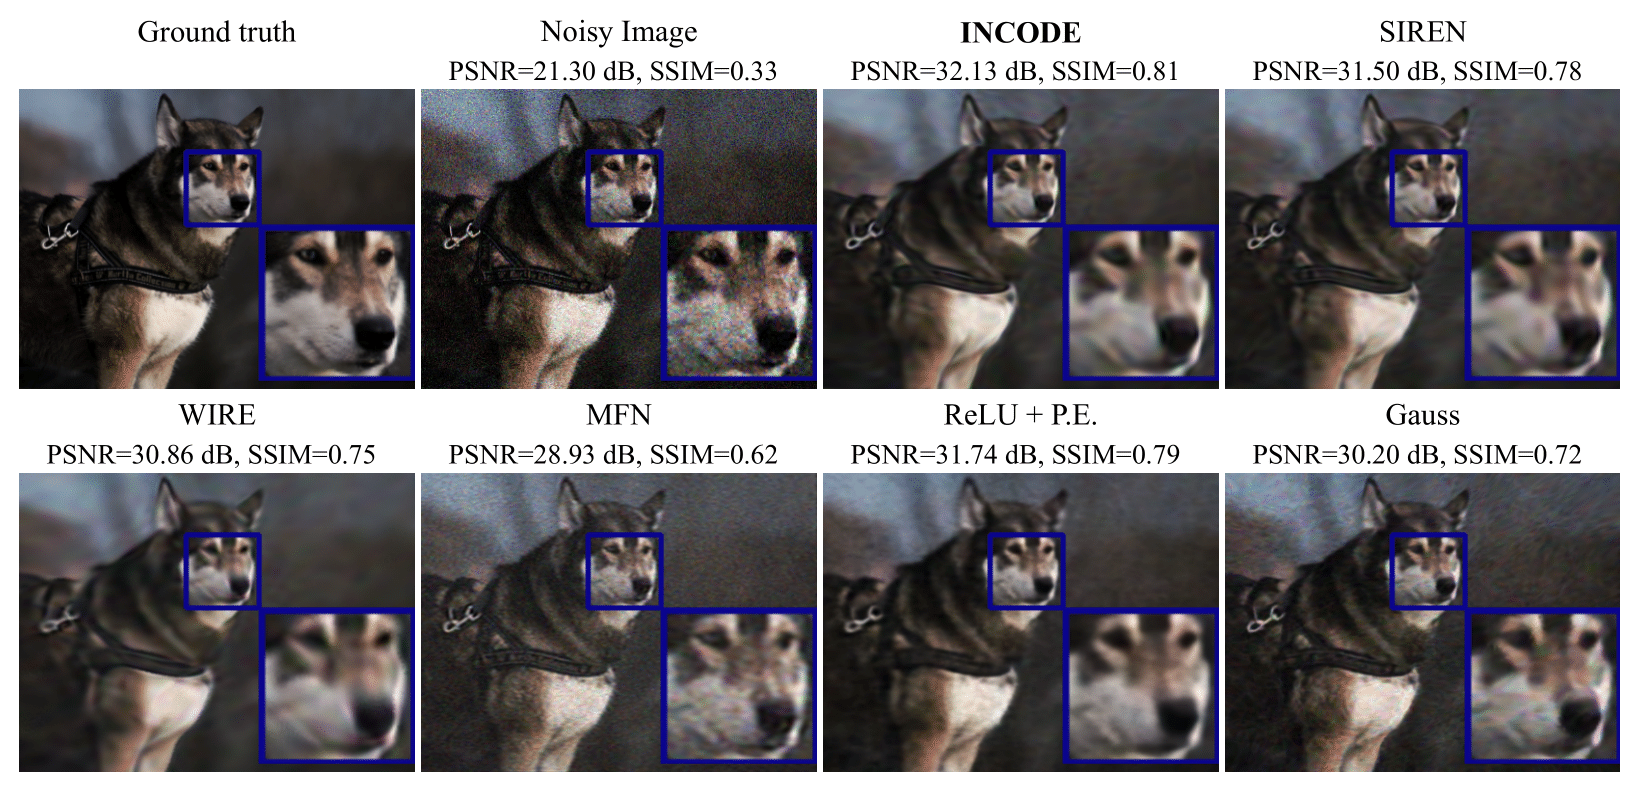 Ground truth
Noisy Image
PSNR=21.30 dB, SSIM=0.33
INCODE
PSNR=32.13 dB, SSIM=0.81
SIREN
PSNR=31.50 dB, SSIM=0.78
WIRE
PSNR=30.86 dB, SSIM=0.75
MFN
PSNR=28.93 dB, SSIM=0.62
ReLU + P.E.
PSNR=31.74 dB, SSIM=0.79
Gauss
PSNR=30.20 dB, SSIM=0.72